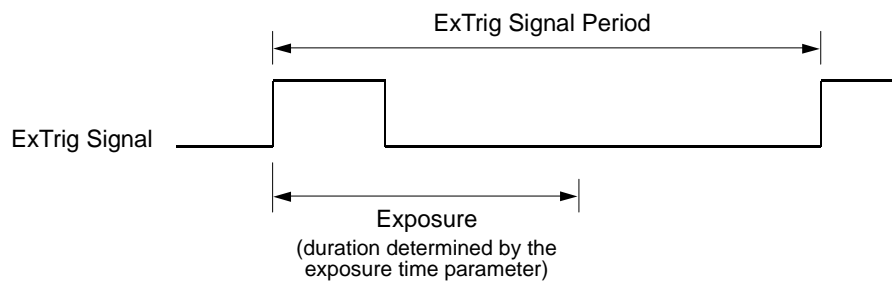 ExTrig Signal Period
ExTrig Signal
Exposure
(duration determined by the
exposure time parameter)